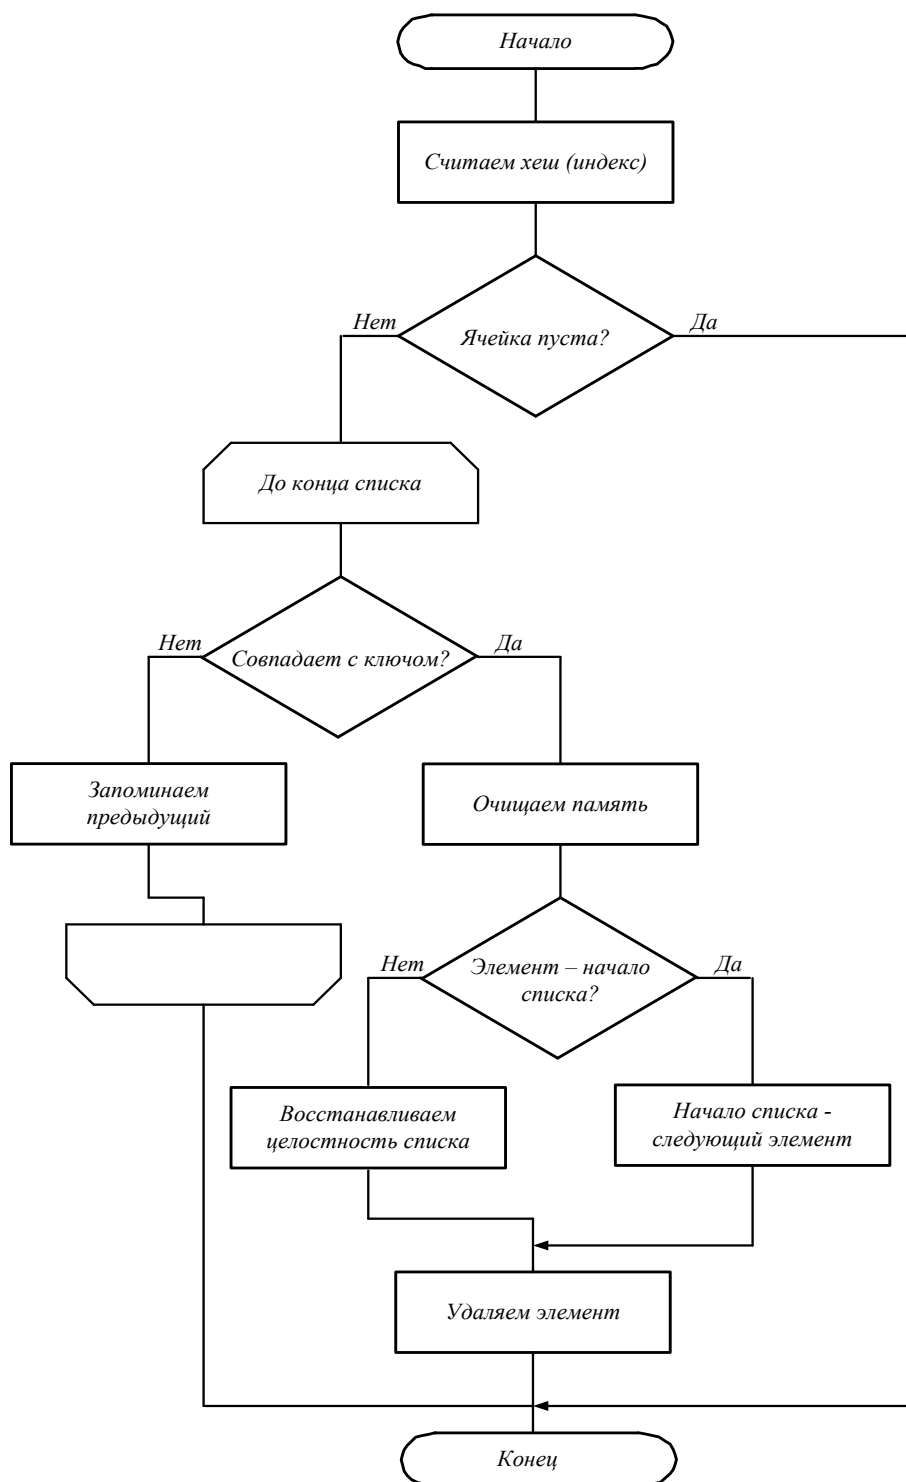 Начало
Считаем хеш (индекс)
Нет
Да
Ячейка пуста?
До конца списка
Нет
Да
Совпадает с ключом?
Запоминаем
предыдущий
Очищаем память
Нет
Да
Элемент – начало
списка?
Восстанавливаем
целостность списка
Начало списка -
следующий элемент
Удаляем элемент
Конец